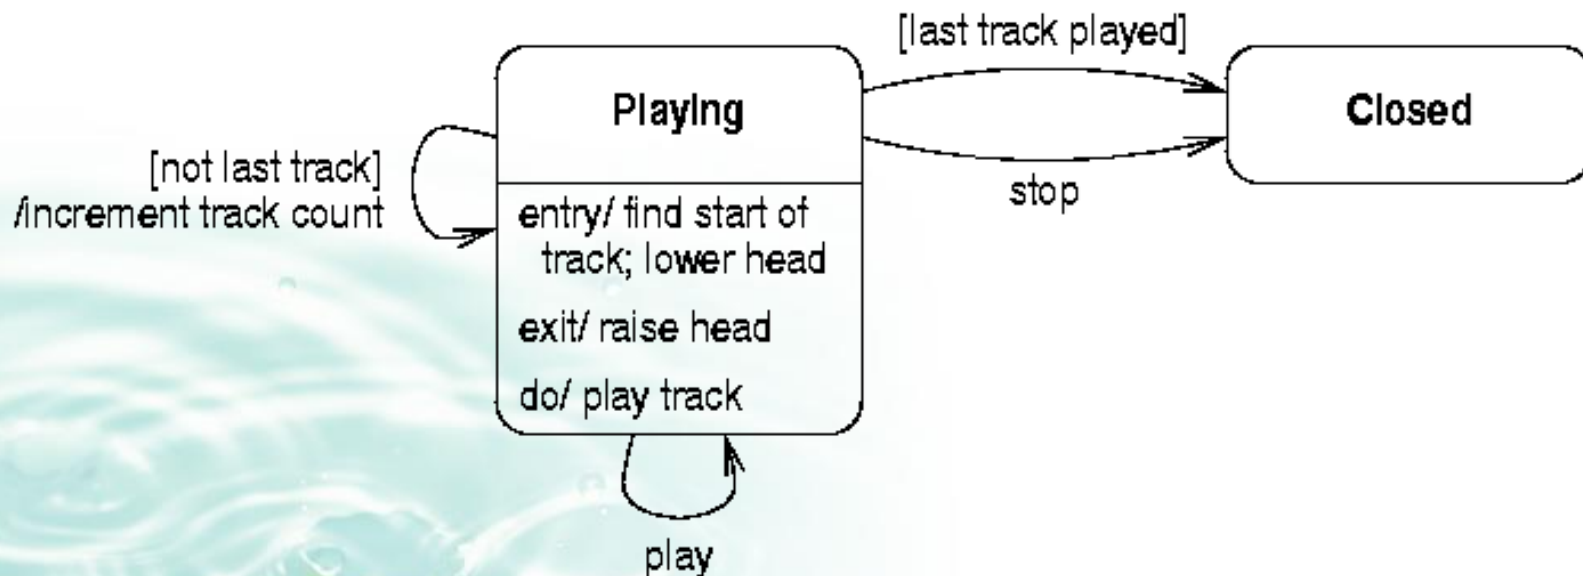 [last track played]
Playing
Closed
[not last track]
/increment track count
stop
entry/ find start of
track; lower head
exit/ raise head
do/ play track
play